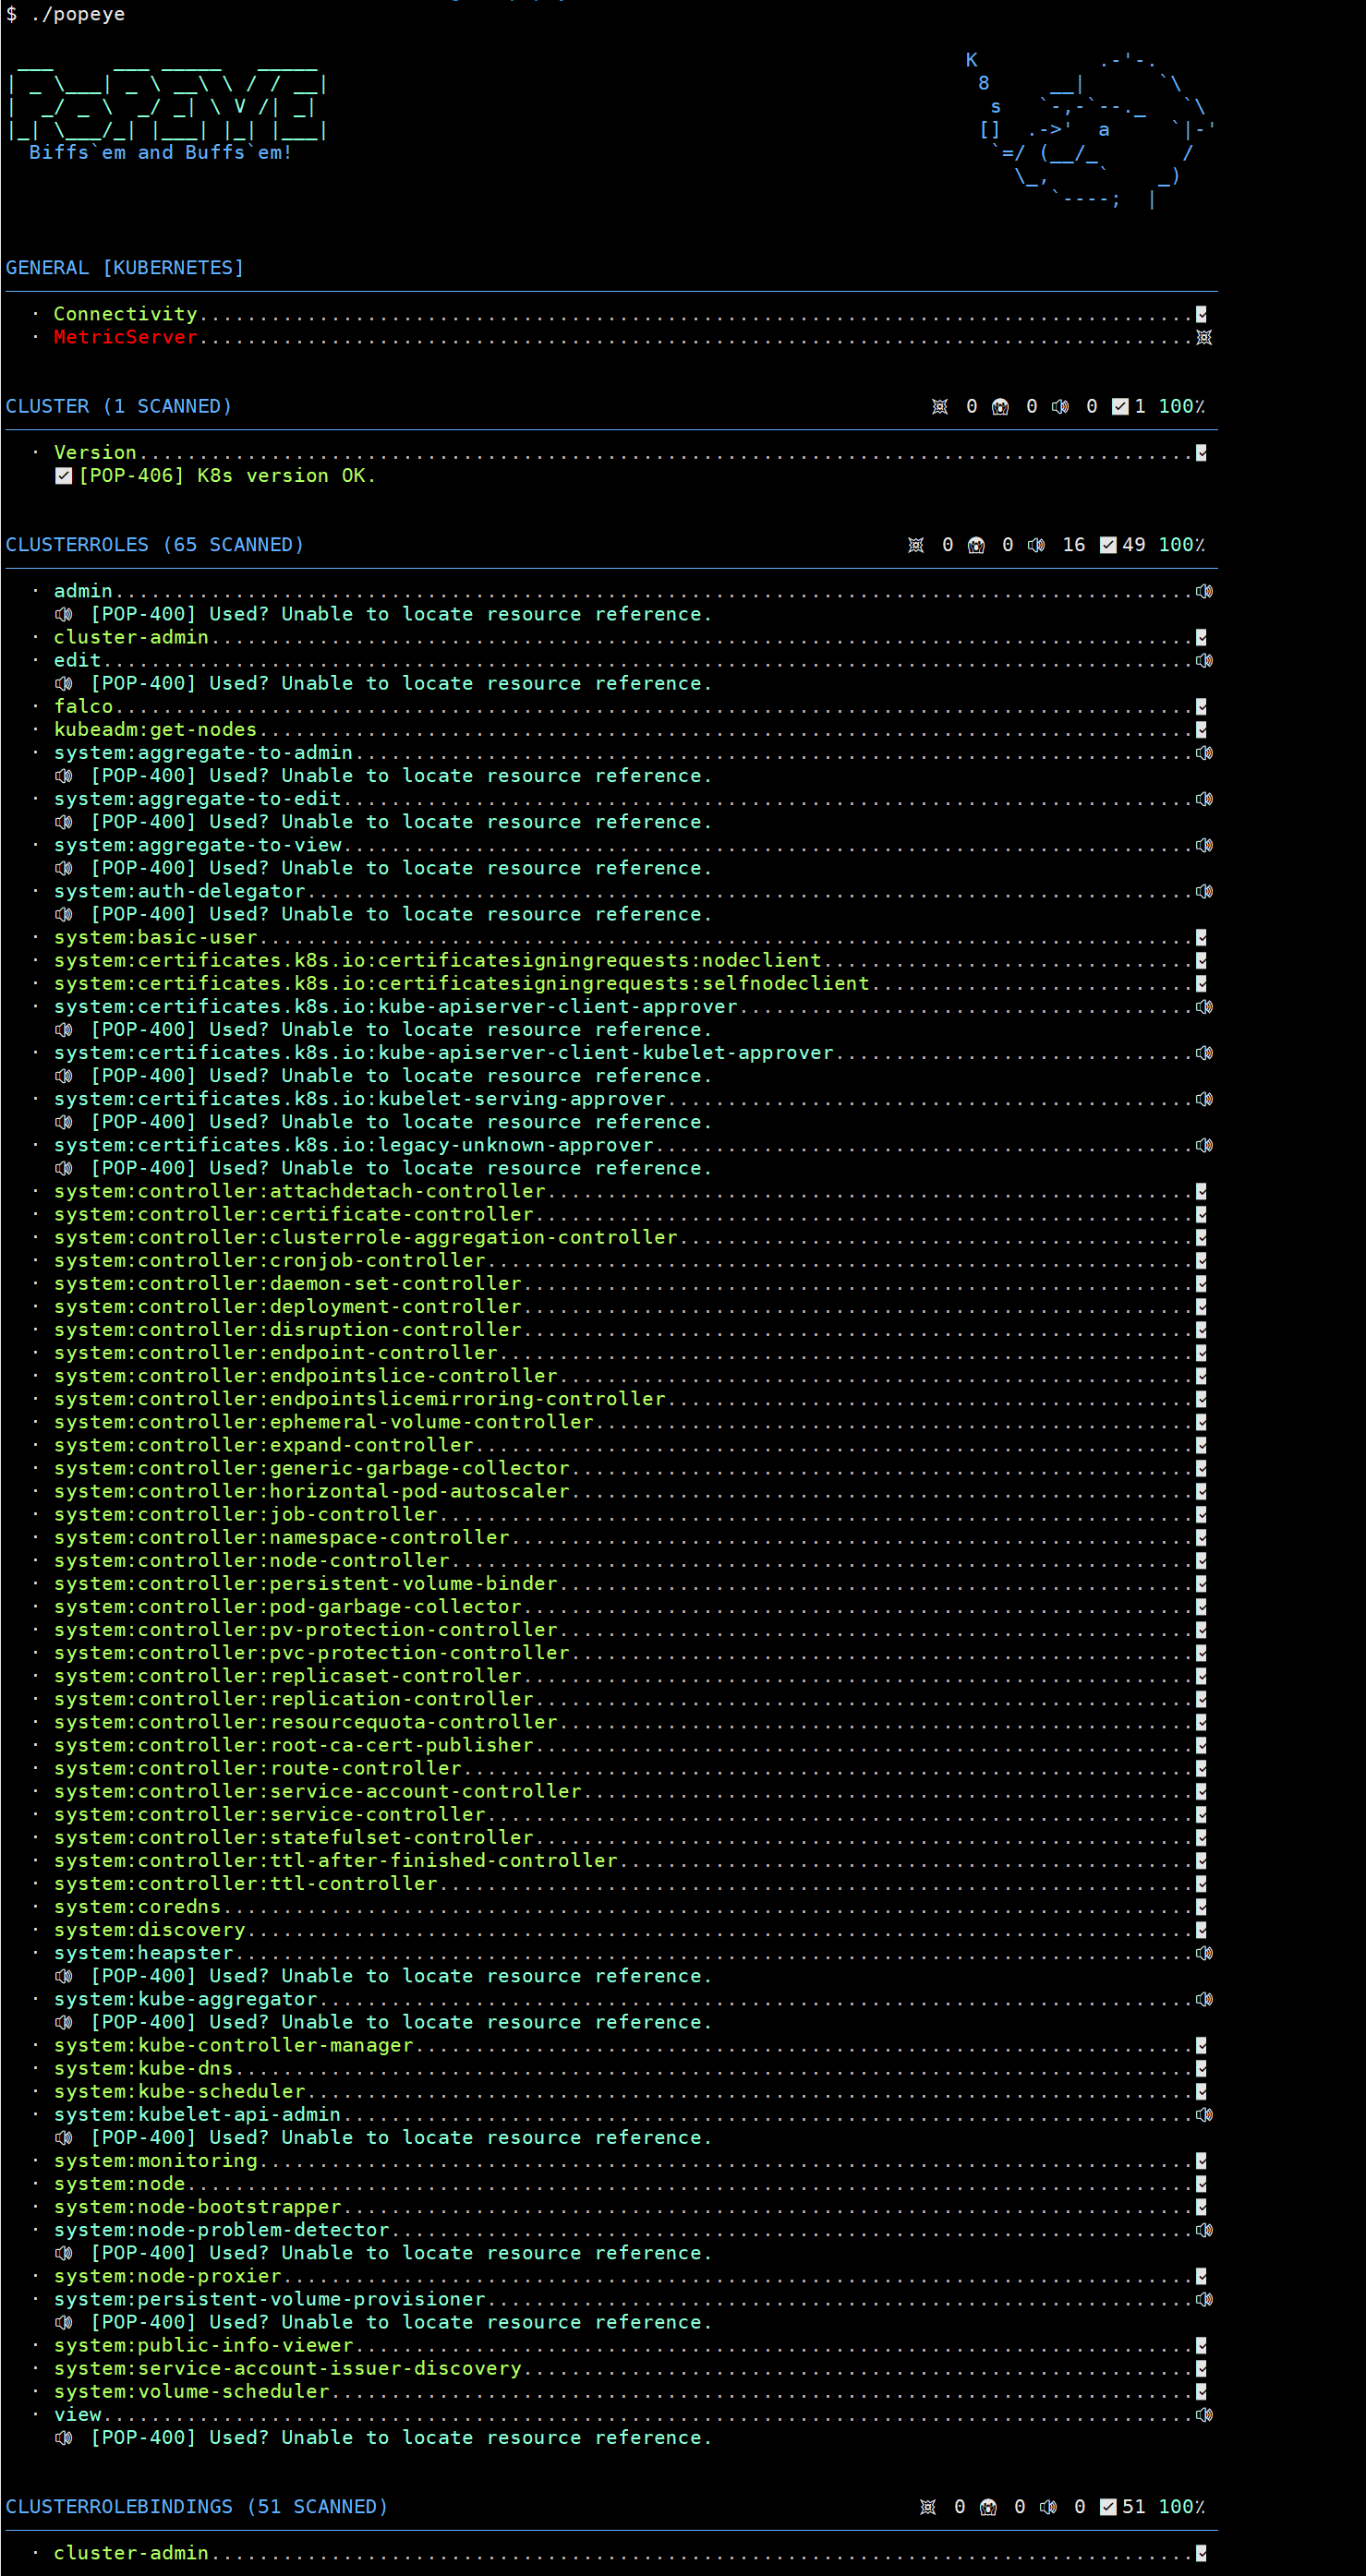 $ ./popeye
 ___     ___ _____   _____                                                      K          .-'-.
| _ \___| _ \ __\ \ / / __|                                                      8      __|      `\
|  _/ _ \  _/ _| \ V /| _|                                                        s   `-,-`--._   `\
|_| \___/_| |___| |_| |___|                                                      []  .->'  a     `|-'
  Biffs`em and Buffs`em!                                                          `=/ (__/_       /
                                                                                    \_,    `    _)
                                                                                       `----;  |
GENERAL [KUBERNETES]
· Connectivity...................................................................................✅
· MetricServer...................................................................................💥
CLUSTER (1 SCANNED) 💥 0 😱 0 🔊 0 ✅ 1 100٪
· Version........................................................................................✅
✅ [POP-406] K8s version OK.
CLUSTERROLES (65 SCANNED) 💥 0 😱 0 🔊 16 ✅ 49 100٪
· admin..........................................................................................🔊
🔊 [POP-400] Used? Unable to locate resource reference.
· cluster-admin..................................................................................✅
· edit...........................................................................................🔊
🔊 [POP-400] Used? Unable to locate resource reference.
· falco..........................................................................................✅
· kubeadm:get-nodes..............................................................................✅
· system:aggregate-to-admin......................................................................🔊
🔊 [POP-400] Used? Unable to locate resource reference.
· system:aggregate-to-edit.......................................................................🔊
🔊 [POP-400] Used? Unable to locate resource reference.
· system:aggregate-to-view.......................................................................🔊
🔊 [POP-400] Used? Unable to locate resource reference.
· system:auth-delegator..........................................................................🔊
🔊 [POP-400] Used? Unable to locate resource reference.
· system:basic-user..............................................................................✅
· system:certificates.k8s.io:certificatesigningrequests:nodeclient...............................✅
· system:certificates.k8s.io:certificatesigningrequests:selfnodeclient...........................✅
· system:certificates.k8s.io:kube-apiserver-client-approver......................................🔊
🔊 [POP-400] Used? Unable to locate resource reference.
· system:certificates.k8s.io:kube-apiserver-client-kubelet-approver..............................🔊
🔊 [POP-400] Used? Unable to locate resource reference.
· system:certificates.k8s.io:kubelet-serving-approver............................................🔊
🔊 [POP-400] Used? Unable to locate resource reference.
· system:certificates.k8s.io:legacy-unknown-approver.............................................🔊
🔊 [POP-400] Used? Unable to locate resource reference.
· system:controller:attachdetach-controller......................................................✅
· system:controller:certificate-controller.......................................................✅
· system:controller:clusterrole-aggregation-controller...........................................✅
· system:controller:cronjob-controller...........................................................✅
· system:controller:daemon-set-controller........................................................✅
· system:controller:deployment-controller........................................................✅
· system:controller:disruption-controller........................................................✅
· system:controller:endpoint-controller..........................................................✅
· system:controller:endpointslice-controller.....................................................✅
· system:controller:endpointslicemirroring-controller............................................✅
· system:controller:ephemeral-volume-controller..................................................✅
· system:controller:expand-controller............................................................✅
· system:controller:generic-garbage-collector....................................................✅
· system:controller:horizontal-pod-autoscaler....................................................✅
· system:controller:job-controller...............................................................✅
· system:controller:namespace-controller.........................................................✅
· system:controller:node-controller..............................................................✅
· system:controller:persistent-volume-binder.....................................................✅
· system:controller:pod-garbage-collector........................................................✅
· system:controller:pv-protection-controller.....................................................✅
· system:controller:pvc-protection-controller....................................................✅
· system:controller:replicaset-controller........................................................✅
· system:controller:replication-controller.......................................................✅
· system:controller:resourcequota-controller.....................................................✅
· system:controller:root-ca-cert-publisher.......................................................✅
· system:controller:route-controller.............................................................✅
· system:controller:service-account-controller...................................................✅
· system:controller:service-controller...........................................................✅
· system:controller:statefulset-controller.......................................................✅
· system:controller:ttl-after-finished-controller................................................✅
· system:controller:ttl-controller...............................................................✅
· system:coredns.................................................................................✅
· system:discovery...............................................................................✅
· system:heapster................................................................................🔊
🔊 [POP-400] Used? Unable to locate resource reference.
· system:kube-aggregator.........................................................................🔊
🔊 [POP-400] Used? Unable to locate resource reference.
· system:kube-controller-manager.................................................................✅
· system:kube-dns................................................................................✅
· system:kube-scheduler..........................................................................✅
· system:kubelet-api-admin.......................................................................🔊
🔊 [POP-400] Used? Unable to locate resource reference.
· system:monitoring..............................................................................✅
· system:node....................................................................................✅
· system:node-bootstrapper.......................................................................✅
· system:node-problem-detector...................................................................🔊
🔊 [POP-400] Used? Unable to locate resource reference.
· system:node-proxier............................................................................✅
· system:persistent-volume-provisioner...........................................................🔊
🔊 [POP-400] Used? Unable to locate resource reference.
· system:public-info-viewer......................................................................✅
· system:service-account-issuer-discovery........................................................✅
· system:volume-scheduler........................................................................✅
· view...........................................................................................🔊
🔊 [POP-400] Used? Unable to locate resource reference.
CLUSTERROLEBINDINGS (51 SCANNED) 💥 0 😱 0 🔊 0 ✅ 51 100٪
· cluster-admin..................................................................................✅